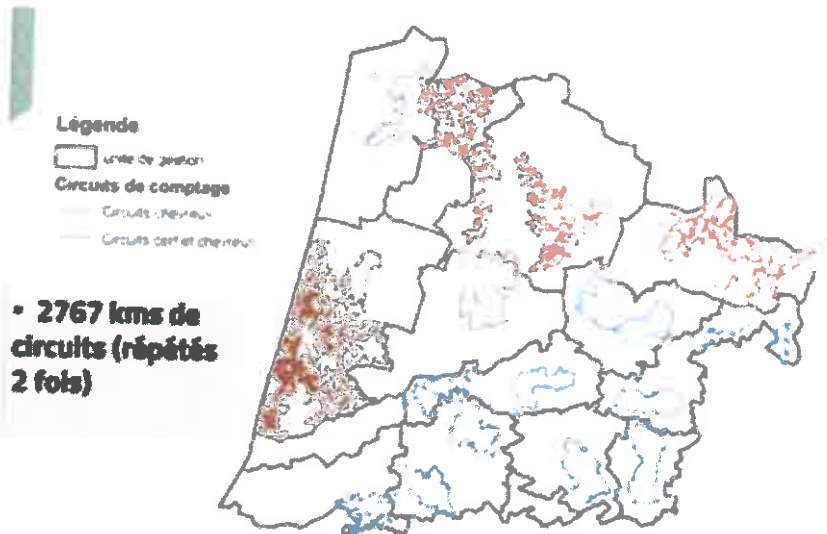 Légende
unité de gestion
Circuits de comptage
Circuits chevreuil
Circuits cerf et chevreuil
• 2767 kms de
circuits (répétés
2 fois)